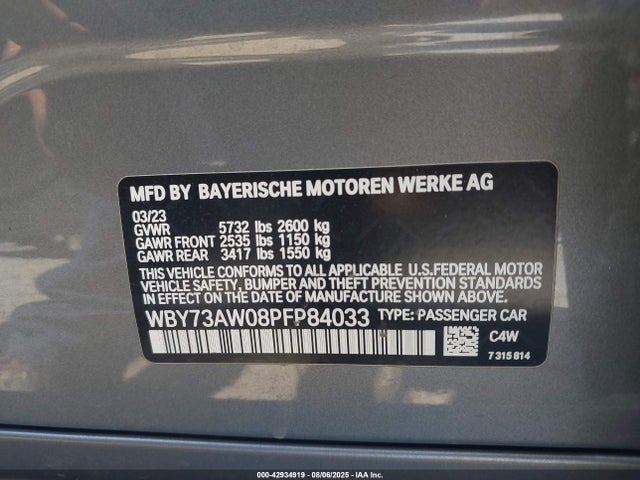 MFD BY BAYERISCHE MOTOREN WERKE AG
03/23
GVWR 5732 lbs 2600 kg
GAWR FRONT 2535 lbs 1150 kg
GAWR REAR 3417 lbs 1550 kg
THIS VEHICLE CONFORMS TO ALL APPLICABLE U.S.FEDERAL MOTOR
VEHICLE SAFETY, BUMPER, AND THEFT PREVENTION STANDARDS
IN EFFECT ON THE DATE OF MANUFACTURE SHOWN ABOVE.
WBY73AW08PFP84033 TYPE: PASSENGER CAR
C4W
7 315 814
000-42934919 | 08/06/2025 | IAA Inc.